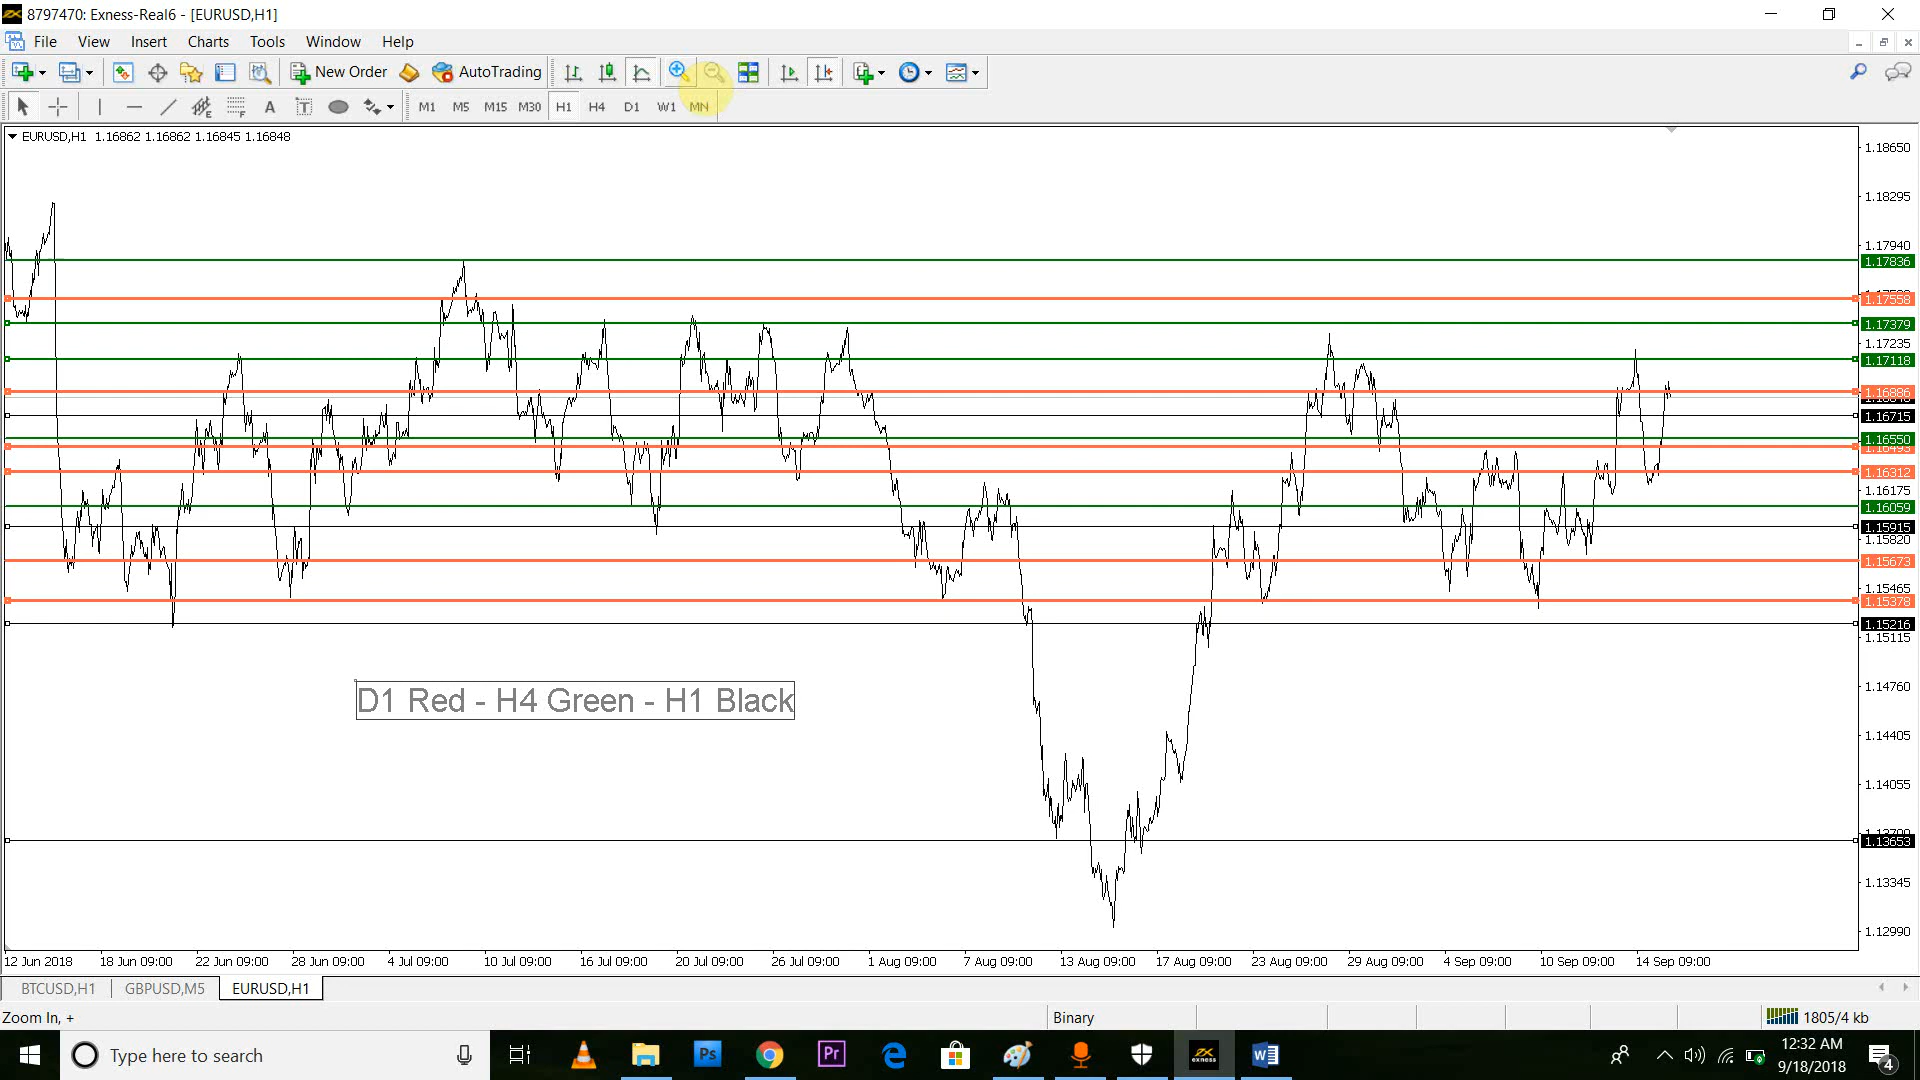 8797470: Exness-Real6 - [EURUSD,H1]
File View Insert Charts Tools Window Help
New Order AutoTrading
A T M1 M5 M15 M30 H1 H4 D1 W1 MN
EURUSD,H1 1.16862 1.16862 1.16845 1.16848
1.18650
1.18295
1.17940
1.17836
1.17558
1.17379
1.17235
1.17118
1.16886
1.16715
1.16550
1.16493
1.16312
1.16175
1.16059
1.15915
1.15820
1.15673
1.15465
1.15378
1.15216
1.15115
D1 Red - H4 Green - H1 Black
1.14760
1.14405
1.14055
1.13653
1.13345
1.12990
12 Jun 2018 18 Jun 09:00 22 Jun 09:00 28 Jun 09:00 4 Jul 09:00 10 Jul 09:00 16 Jul 09:00 20 Jul 09:00 26 Jul 09:00 1 Aug 09:00 7 Aug 09:00 13 Aug 09:00 17 Aug 09:00 23 Aug 09:00 29 Aug 09:00 4 Sep 09:00 10 Sep 09:00 14 Sep 09:00
BTCUSD,H1 GBPUSD,M5 EURUSD,H1
Zoom In, + Binary 1805/4 kb
Type here to search
Ps Pr exness
12:32 AM
9/18/2018
4